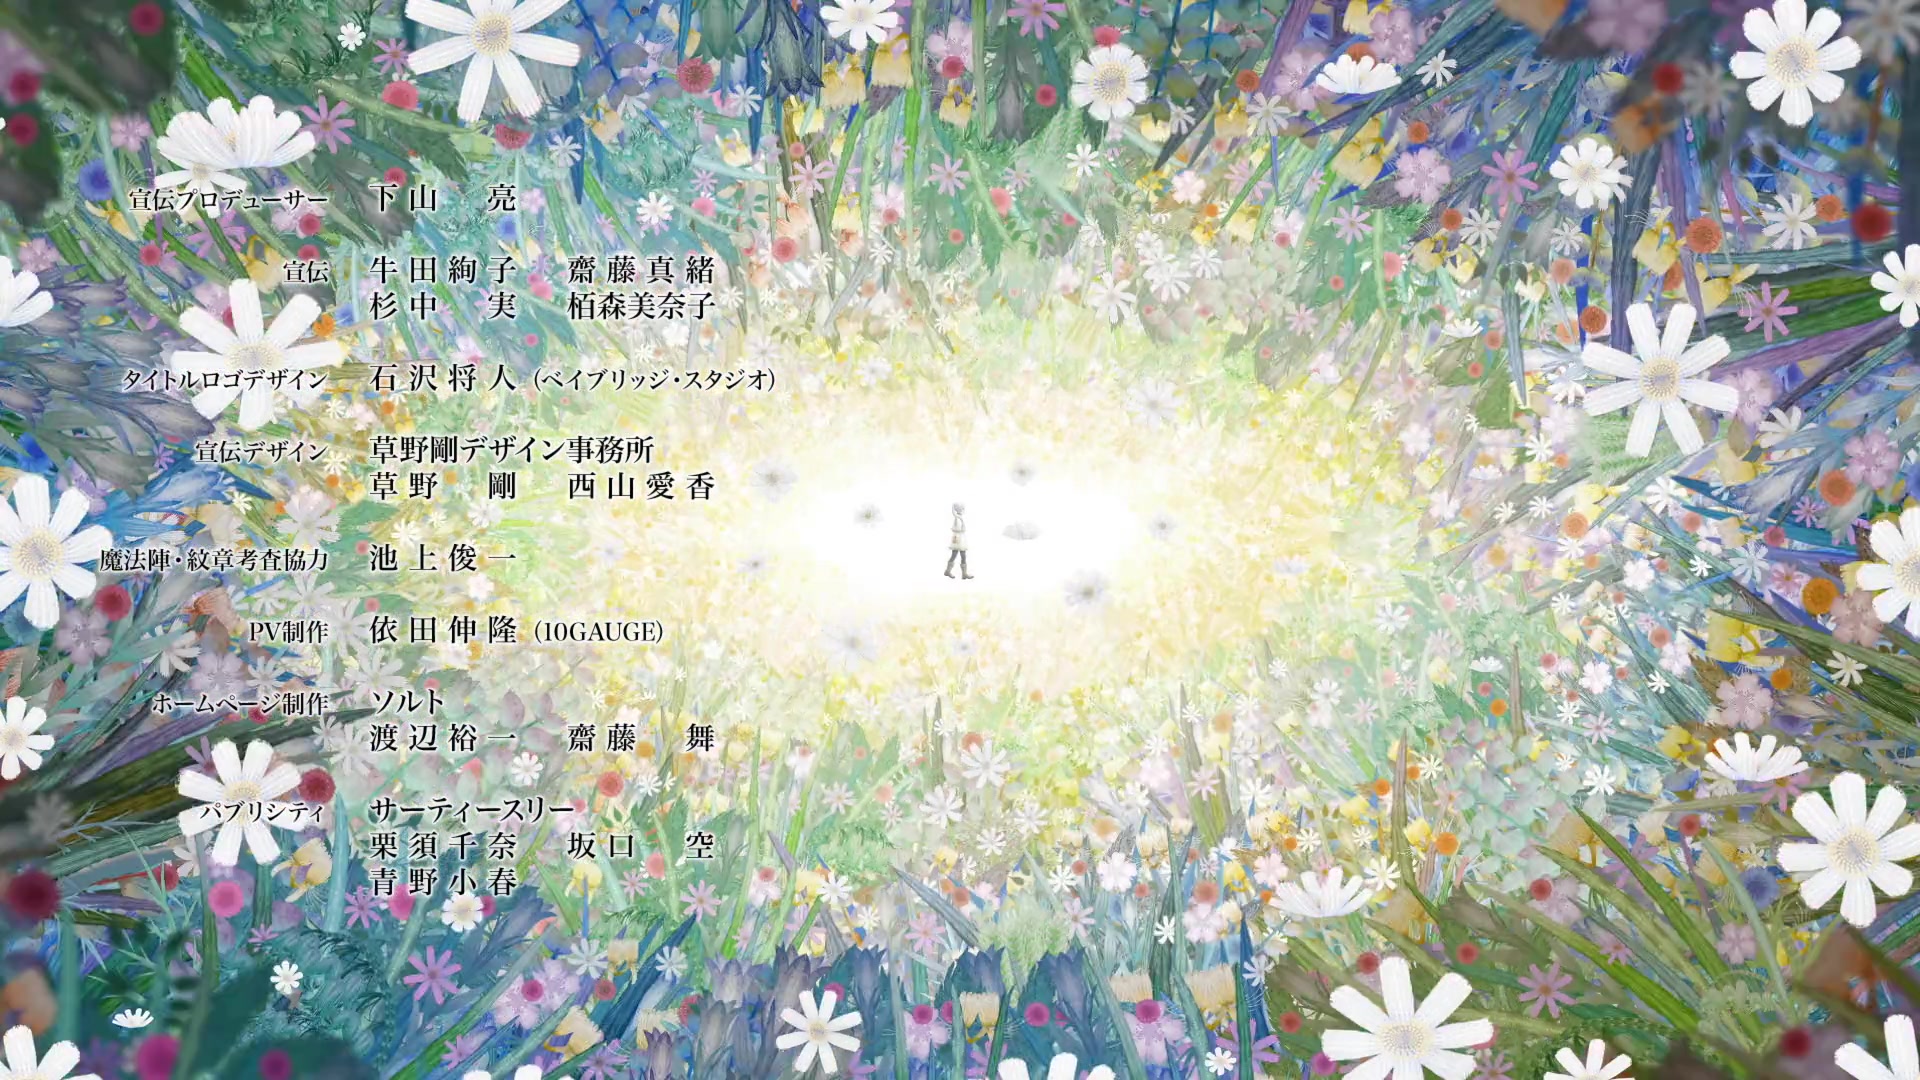 宣伝プロデューサー 下山 亮
宣伝 牛田絢子 齋藤真緒
杉中 実 栢森美奈子
タイトルロゴデザイン 石沢将人（ベイブリッジ・スタジオ）
宣伝デザイン 草野剛デザイン事務所
草野 剛 西山愛香
魔法陣・紋章考査協力 池上俊一
PV制作 依田伸隆（10GAUGE）
ホームページ制作 ソルト
渡辺裕一 齋藤 舞
パブリシティ サーティースリー
栗須千奈 坂口 空
青野小春